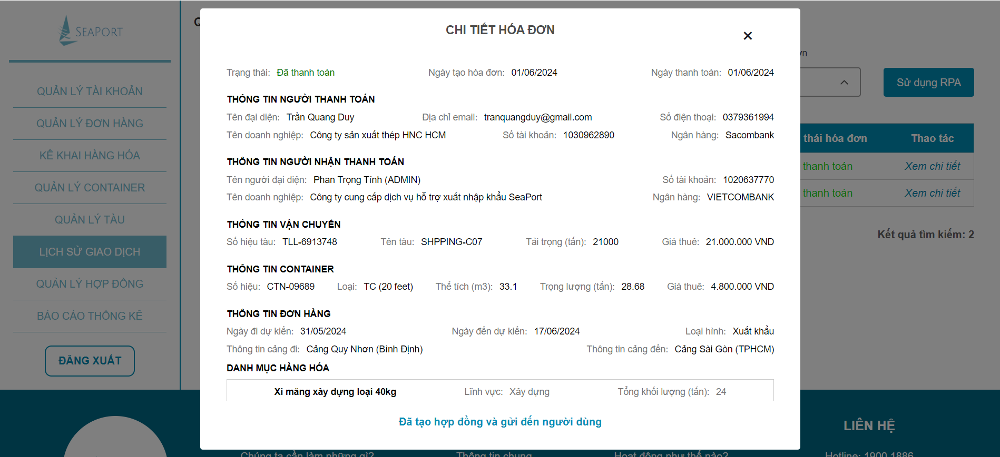 SEAPORT
QUẢN LÝ TÀI KHOẢN
QUẢN LÝ ĐƠN HÀNG
KÊ KHAI HÀNG HÓA
QUẢN LÝ CONTAINER
QUẢN LÝ TÀU
LỊCH SỬ GIAO DỊCH
QUẢN LÝ HỢP ĐỒNG
BÁO CÁO THỐNG KÊ
ĐĂNG XUẤT
CHI TIẾT HÓA ĐƠN
Trạng thái: Đã thanh toán Ngày tạo hóa đơn: 01/06/2024 Ngày thanh toán: 01/06/2024
THÔNG TIN NGƯỜI THANH TOÁN
Tên đại diện: Trần Quang Duy Địa chỉ email: tranquangduy@gmail.com Số điện thoại: 0379361994
Tên doanh nghiệp: Công ty sản xuất thép HNC HCM Số tài khoản: 1030962890 Ngân hàng: Sacombank
THÔNG TIN NGƯỜI NHẬN THANH TOÁN
Tên người đại diện: Phan Trọng Tính (ADMIN) Số tài khoản: 1020637770
Tên doanh nghiệp: Công ty cung cấp dịch vụ hỗ trợ xuất nhập khẩu SeaPort Ngân hàng: VIETCOMBANK
THÔNG TIN VẬN CHUYỂN
Số hiệu tàu: TLL-6913748 Tên tàu: SHPPING-C07 Tải trọng (tấn): 21000 Giá thuê: 21.000.000 VND
THÔNG TIN CONTAINER
Số hiệu: CTN-09689 Loại: TC (20 feet) Thể tích (m3): 33.1 Trọng lượng (tấn): 28.68 Giá thuê: 4.800.000 VND
THÔNG TIN ĐƠN HÀNG
Ngày đi dự kiến: 31/05/2024 Ngày đến dự kiến: 17/06/2024 Loại hình: Xuất khẩu
Thông tin cảng đi: Cảng Quy Nhơn (Bình Định) Thông tin cảng đến: Cảng Sài Gòn (TPHCM)
DANH MỤC HÀNG HÓA
Xi măng xây dựng loại 40kg Lĩnh vực: Xây dựng Tổng khối lượng (tấn): 24
Đã tạo hợp đồng và gửi đến người dùng
Sử dụng RPA
thái hóa đơn Thao tác
thanh toán Xem chi tiết
thanh toán Xem chi tiết
Kết quả tìm kiếm: 2
LIÊN HỆ
Chúng ta cần làm những gì? Thông tin chung Hoạt động như thế nào? Hotline: 1900 1886